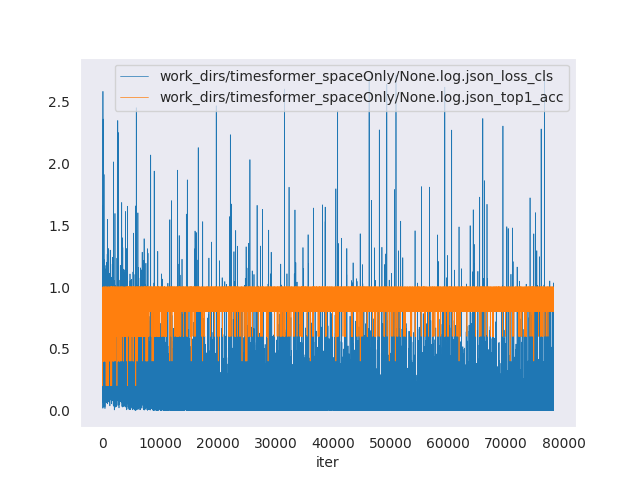 work_dirs/timesformer_spaceOnly/None.log.json_loss_cls
work_dirs/timesformer_spaceOnly/None.log.json_top1_acc
2.5
2.0
1.5
1.0
0.5
0.0
0 10000 20000 30000 40000 50000 60000 70000 80000
iter